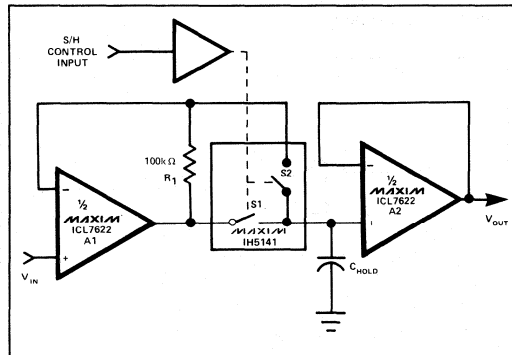 S/H
CONTROL
INPUT
100kΩ
R1
S2
S1
MAXIM
IH5141
−
½
MAXIM
ICL7622
A1
+
VIN
−
½
MAXIM
ICL7622
A2
+
VOUT
CHOLD